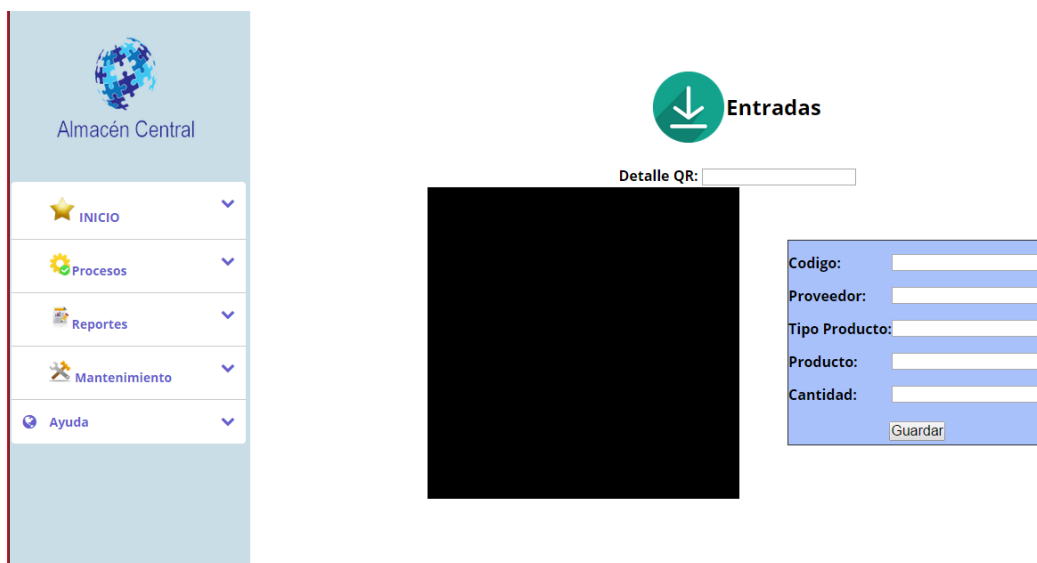 Almacén Central
INICIO
Procesos
Reportes
Mantenimiento
Ayuda
Entradas
Detalle QR:
Codigo:
Proveedor:
Tipo Producto:
Producto:
Cantidad:
Guardar